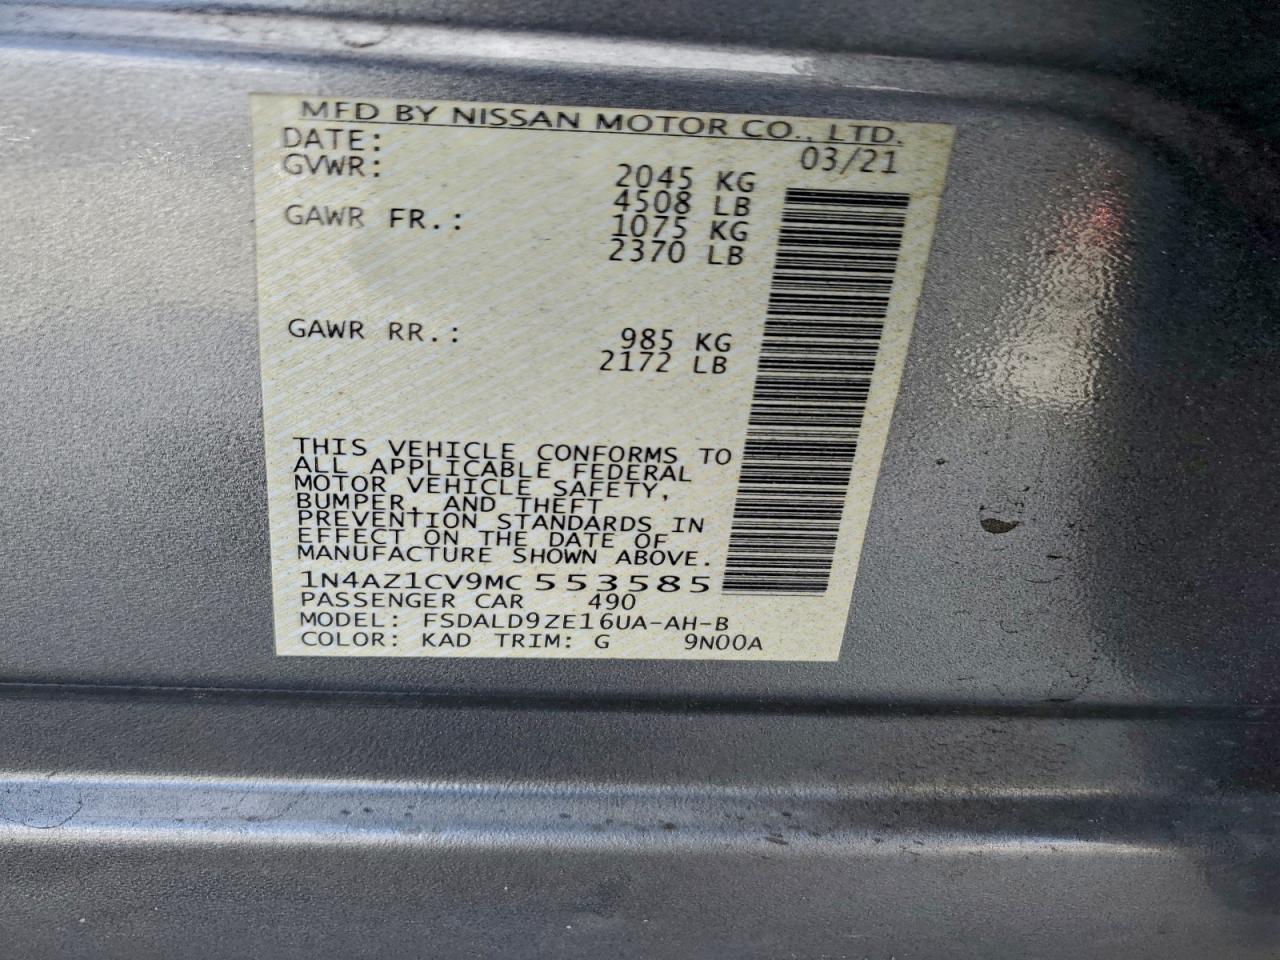 MFD BY NISSAN MOTOR CO., LTD.
DATE: 03/21
GVWR: 2045 KG
4508 LB
GAWR FR.: 1075 KG
2370 LB
GAWR RR.: 985 KG
2172 LB
THIS VEHICLE CONFORMS TO
ALL APPLICABLE FEDERAL
MOTOR VEHICLE SAFETY,
BUMPER, AND THEFT
PREVENTION STANDARDS IN
EFFECT ON THE DATE OF
MANUFACTURE SHOWN ABOVE.
1N4AZ1CV9MC553585
PASSENGER CAR 490
MODEL: FSDALD9ZE16UA-AH-B
COLOR: KAD TRIM: G 9N00A